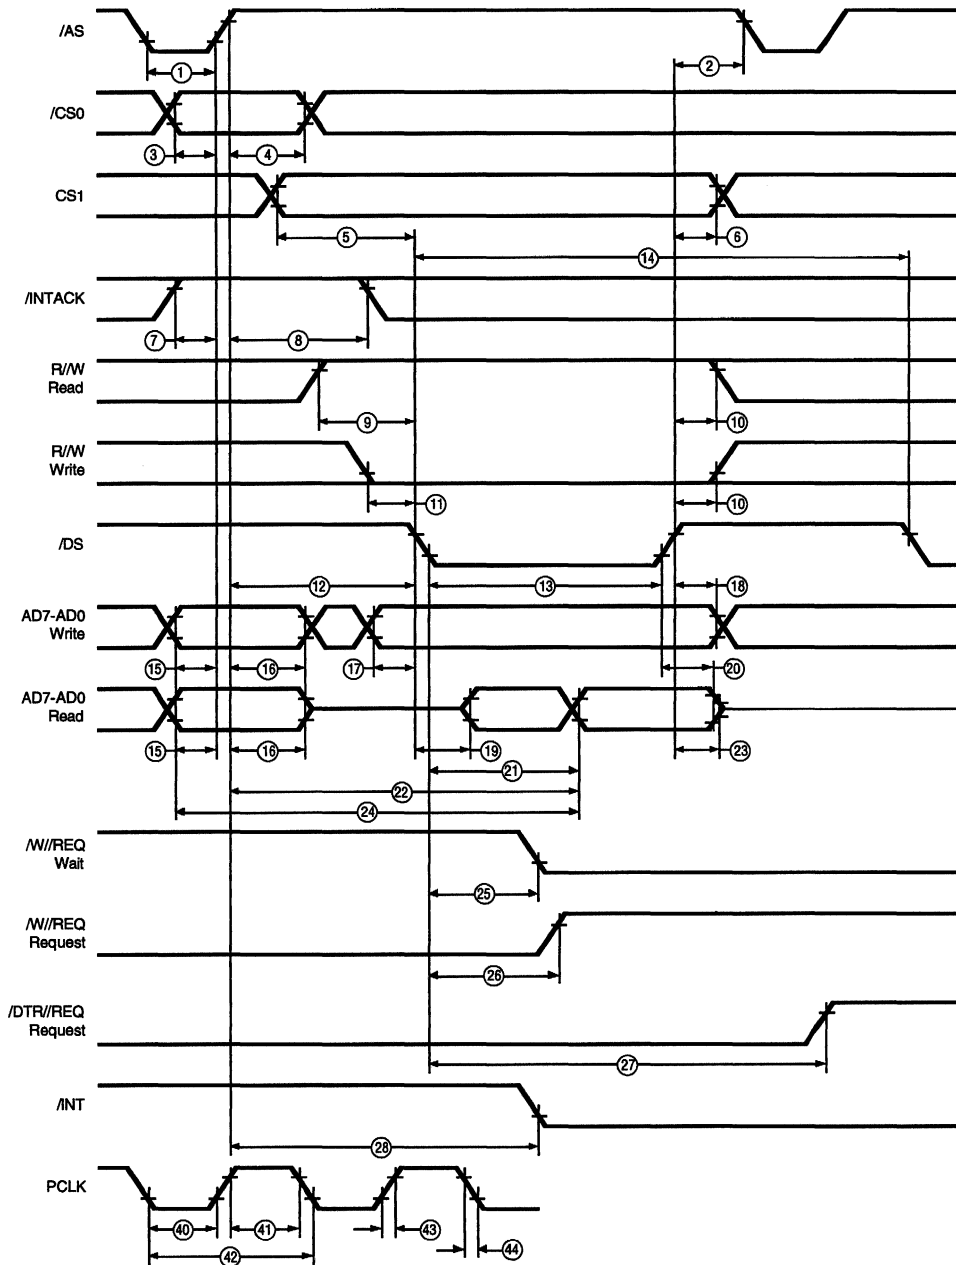 /AS
1
2
/CS0
3
4
CS1
5
6
14
/INTACK
7
8
R//W
Read
9
10
R//W
Write
11
10
/DS
12
13
18
AD7-AD0
Write
15
16
17
20
AD7-AD0
Read
15
16
19
23
21
22
24
/W//REQ
Wait
25
/W//REQ
Request
26
/DTR//REQ
Request
27
/INT
28
PCLK
40
41
43
42
44